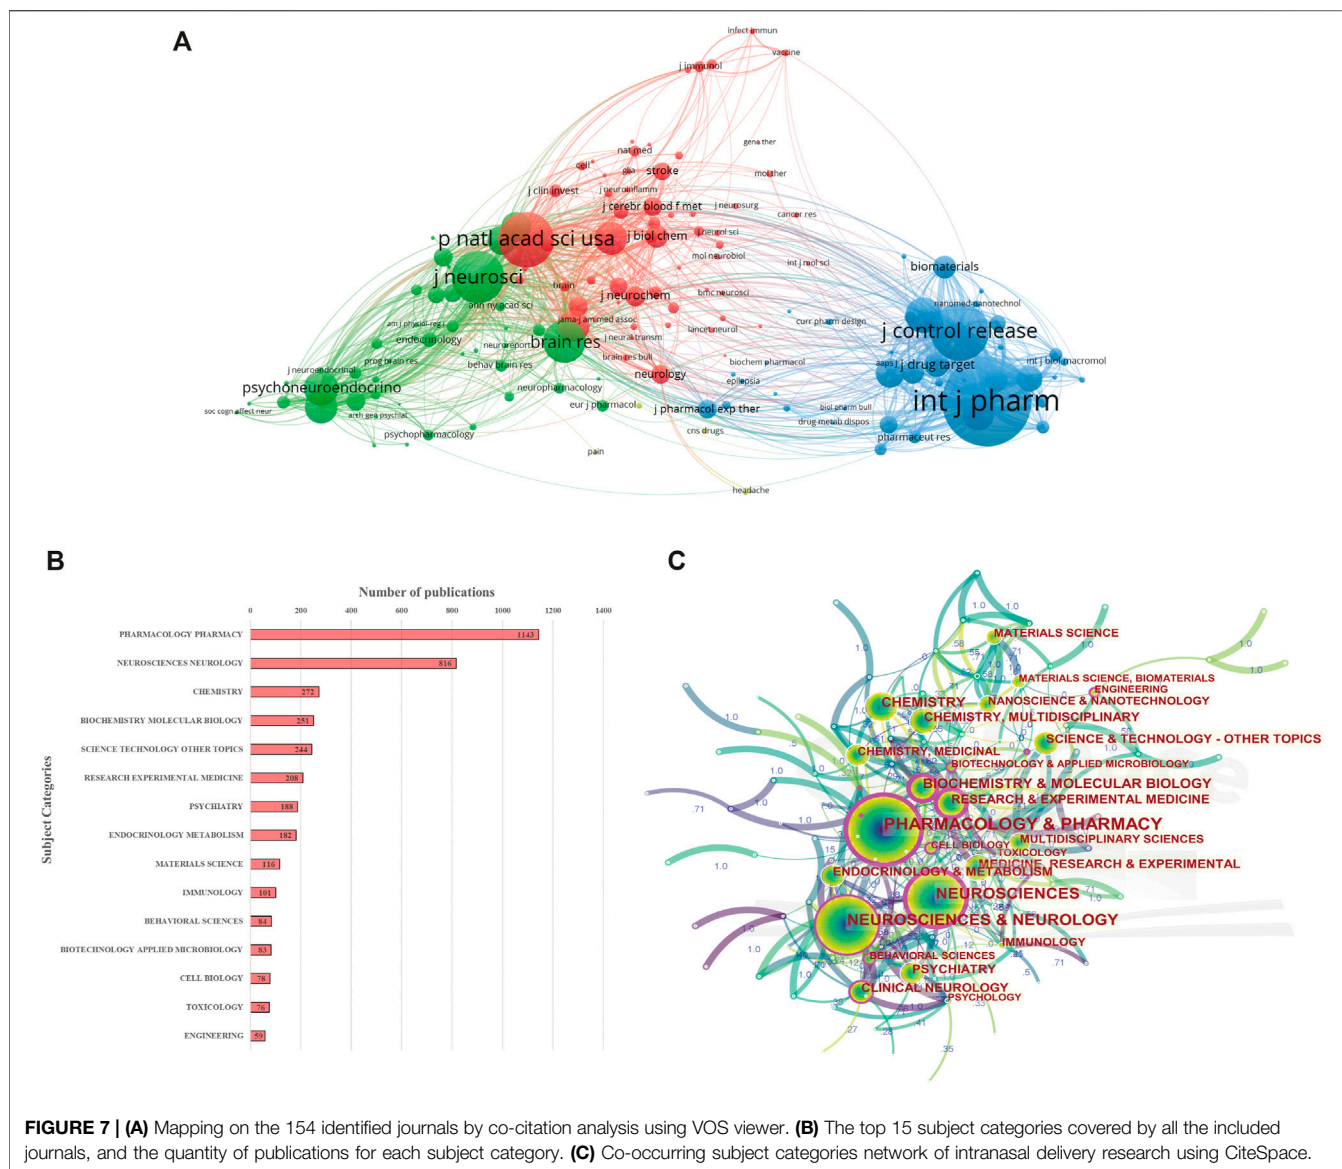 A
infect immun
vaccine
j immunol
gene ther
nat med
cell
glia
stroke
mol ther
j clin invest
j neuroinflamm
j cerebr blood f met
j neurosurg
cancer res
p natl acad sci usa
j biol chem
j neurol sci
mol neurobiol
int j mol sci
biomaterials
j neurosci
brain
j neurochem
bmc neurosci
nanomed-nanotechnol
ann ny acad sci
jama-j am med assoc
curr pharm design
am j physiol-reg i
endocrinology
neuroreport
brain res
j neural transm
lancet neurol
j control release
prog brain res
behav brain res
brain res bull
biochem pharmacol
aaps
j drug target
int j biol macromol
j neuroendocrinol
neurology
epilepsia
psychoneuroendocrino
neuropharmacology
int j pharm
soc cogn affect neur
arch gen psychiat
eur j pharmacol
j pharmacol exp ther
biol pharm bull
drug metab dispos
psychopharmacology
cns drugs
pharmaceut res
pain
headache
B
Number of publications
0 200 400 600 800 1000 1200 1400
Subject Categories
PHARMACOLOGY PHARMACY 1143
NEUROSCIENCES NEUROLOGY 816
CHEMISTRY 272
BIOCHEMISTRY MOLECULAR BIOLOGY 251
SCIENCE TECHNOLOGY OTHER TOPICS 244
RESEARCH EXPERIMENTAL MEDICINE 208
PSYCHIATRY 188
ENDOCRINOLOGY METABOLISM 182
MATERIALS SCIENCE 116
IMMUNOLOGY 101
BEHAVIORAL SCIENCES 84
BIOTECHNOLOGY APPLIED MICROBIOLOGY 83
CELL BIOLOGY 78
TOXICOLOGY 76
ENGINEERING 59
C
MATERIALS SCIENCE
MATERIALS SCIENCE, BIOMATERIALS
ENGINEERING
NANOSCIENCE & NANOTECHNOLOGY
CHEMISTRY
CHEMISTRY, MULTIDISCIPLINARY
SCIENCE & TECHNOLOGY - OTHER TOPICS
CHEMISTRY, MEDICINAL
BIOTECHNOLOGY & APPLIED MICROBIOLOGY
BIOCHEMISTRY & MOLECULAR BIOLOGY
RESEARCH & EXPERIMENTAL MEDICINE
PHARMACOLOGY & PHARMACY
MULTIDISCIPLINARY SCIENCES
CELL BIOLOGY
TOXICOLOGY
MEDICINE, RESEARCH & EXPERIMENTAL
ENDOCRINOLOGY & METABOLISM
NEUROSCIENCES
NEUROSCIENCES & NEUROLOGY
IMMUNOLOGY
BEHAVIORAL SCIENCES
PSYCHIATRY
CLINICAL NEUROLOGY
PSYCHOLOGY
FIGURE 7 | (A) Mapping on the 154 identified journals by co-citation analysis using VOS viewer. (B) The top 15 subject categories covered by all the included
journals, and the quantity of publications for each subject category. (C) Co-occurring subject categories network of intranasal delivery research using CiteSpace.